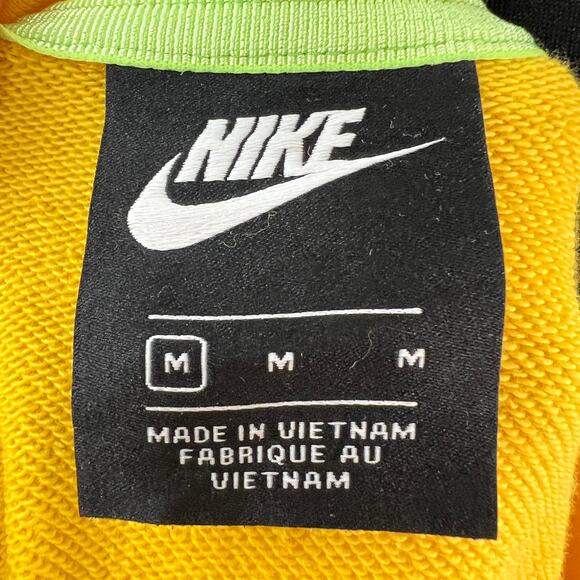 NIKE
M M M
MADE IN VIETNAM
FABRIQUE AU
VIETNAM